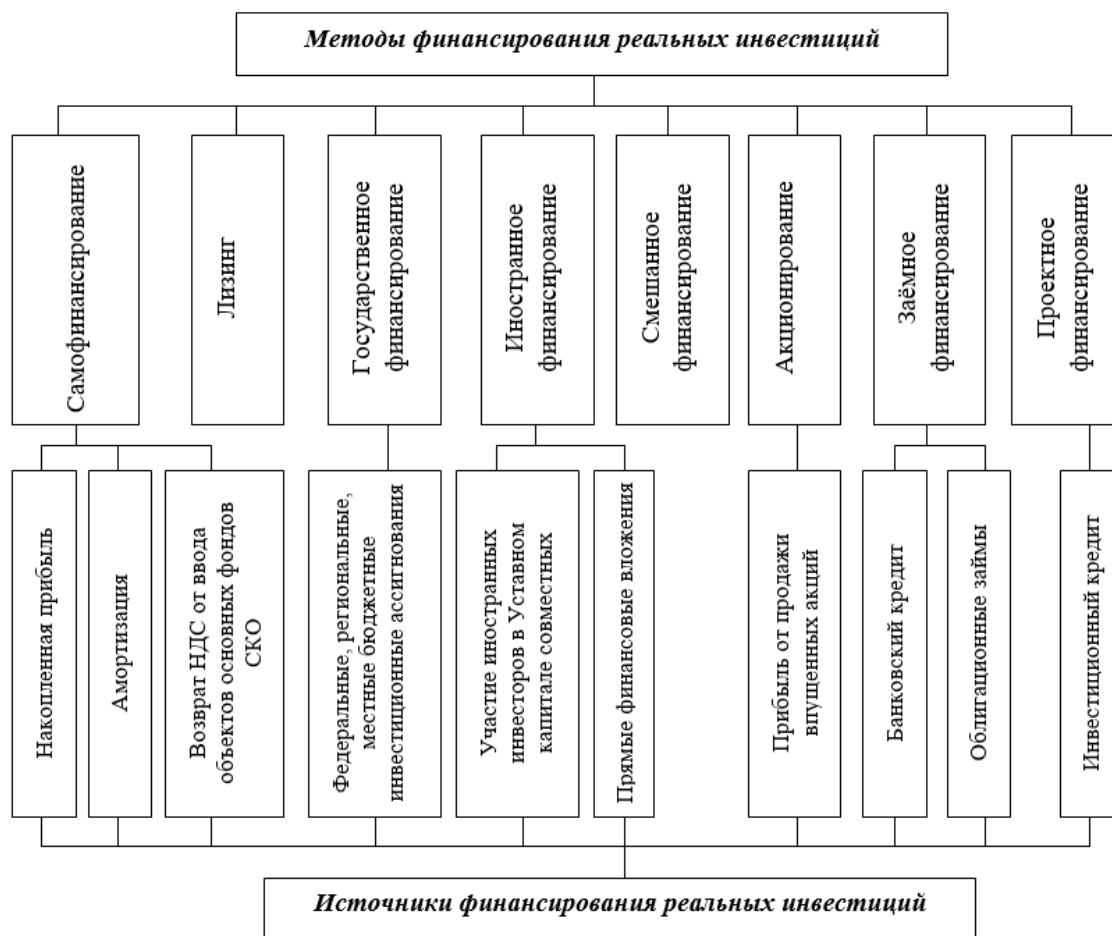 Методы финансирования реальных инвестиций
Самофинансирование
Лизинг
Государственное
финансирование
Иностранное
финансирование
Смешанное
финансирование
Акционирование
Заёмное
финансирование
Проектное
финансирование
Накопленная прибыль
Амортизация
Возврат НДС от ввода
объектов основных фондов
СКО
Федеральные, региональные,
местные бюджетные
инвестиционные ассигнования
Участие иностранных
инвесторов в Уставном
капитале совместных
Прямые финансовые вложения
Прибыль от продажи
впущенных акций
Банковский кредит
Облигационные займы
Инвестиционный кредит
Источники финансирования реальных инвестиций